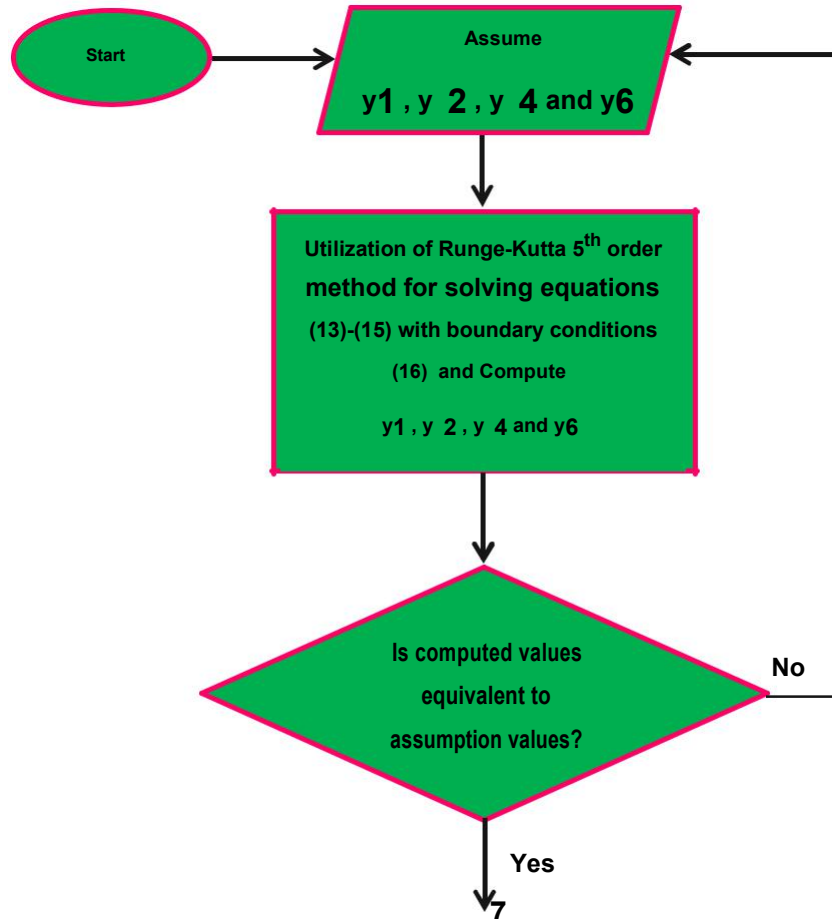 Start
Assume
y1 , y 2 , y 4 and y6
Utilization of Runge-Kutta 5th order
method for solving equations
(13)-(15) with boundary conditions
(16) and Compute
y1 , y 2 , y 4 and y6
Is computed values
equivalent to
assumption values?
No
Yes
7